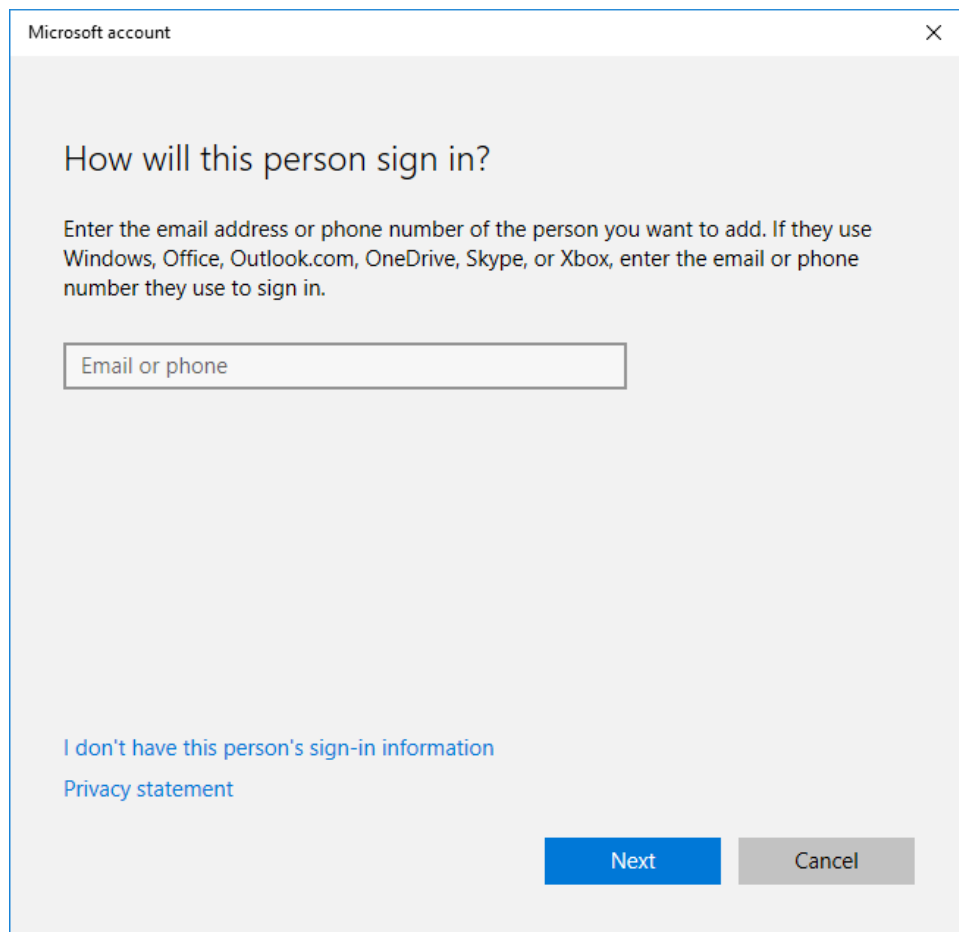 Microsoft account
How will this person sign in?
Enter the email address or phone number of the person you want to add. If they use
Windows, Office, Outlook.com, OneDrive, Skype, or Xbox, enter the email or phone
number they use to sign in.
Email or phone
I don't have this person's sign-in information
Privacy statement
Next
Cancel